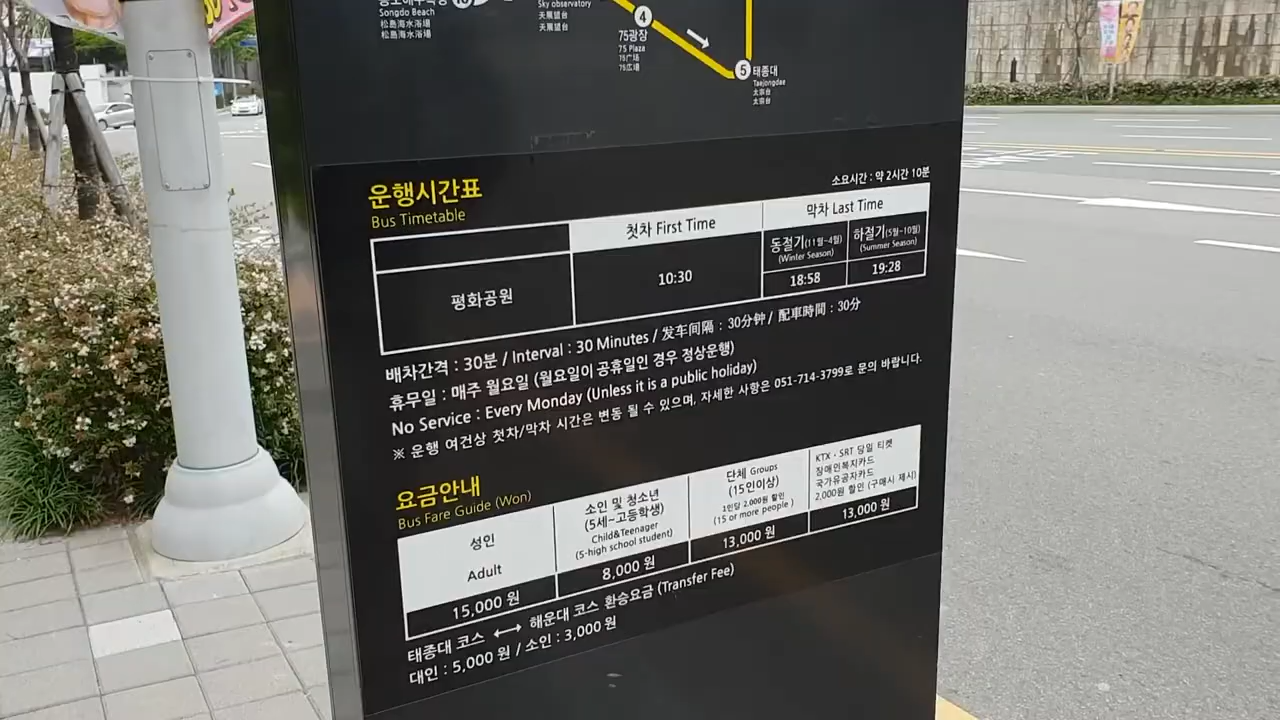 Songdo Beach
松島海水浴場
松島海水浴場
Sky observatory
天展望台
天展望台
4
75광장
75 Plaza
75广场
75広場
5 태종대
Taejongdae
太宗台
太宗台
운행시간표
Bus Timetable
소요시간 : 약 2시간 10분
첫차 First Time
막차 Last Time
동절기(11월~4월)
(Winter Season)
하절기(5월~10월)
(Summer Season)
평화공원
10:30
18:58
19:28
배차간격 : 30분 / Interval : 30 Minutes / 发车间隔 : 30分钟 / 配車時間 : 30分
휴무일 : 매주 월요일 (월요일이 공휴일인 경우 정상운행)
No Service : Every Monday (Unless it is a public holiday)
※ 운행 여건상 첫차/막차 시간은 변동 될 수 있으며, 자세한 사항은 051-714-3799로 문의 바랍니다.
요금안내
Bus Fare Guide (Won)
성인
Adult
소인 및 청소년
(5세~고등학생)
Child&Teenager
(5-high school student)
단체 Groups
(15인이상)
1인당 2,000원 할인
(15 or more people )
KTX · SRT 당일 티켓
장애인복지카드
국가유공자카드
2,000원 할인 (구매시 제시)
15,000 원
8,000 원
13,000 원
13,000 원
태종대 코스 ↔ 해운대 코스 환승요금 (Transfer Fee)
대인 : 5,000 원 / 소인 : 3,000 원